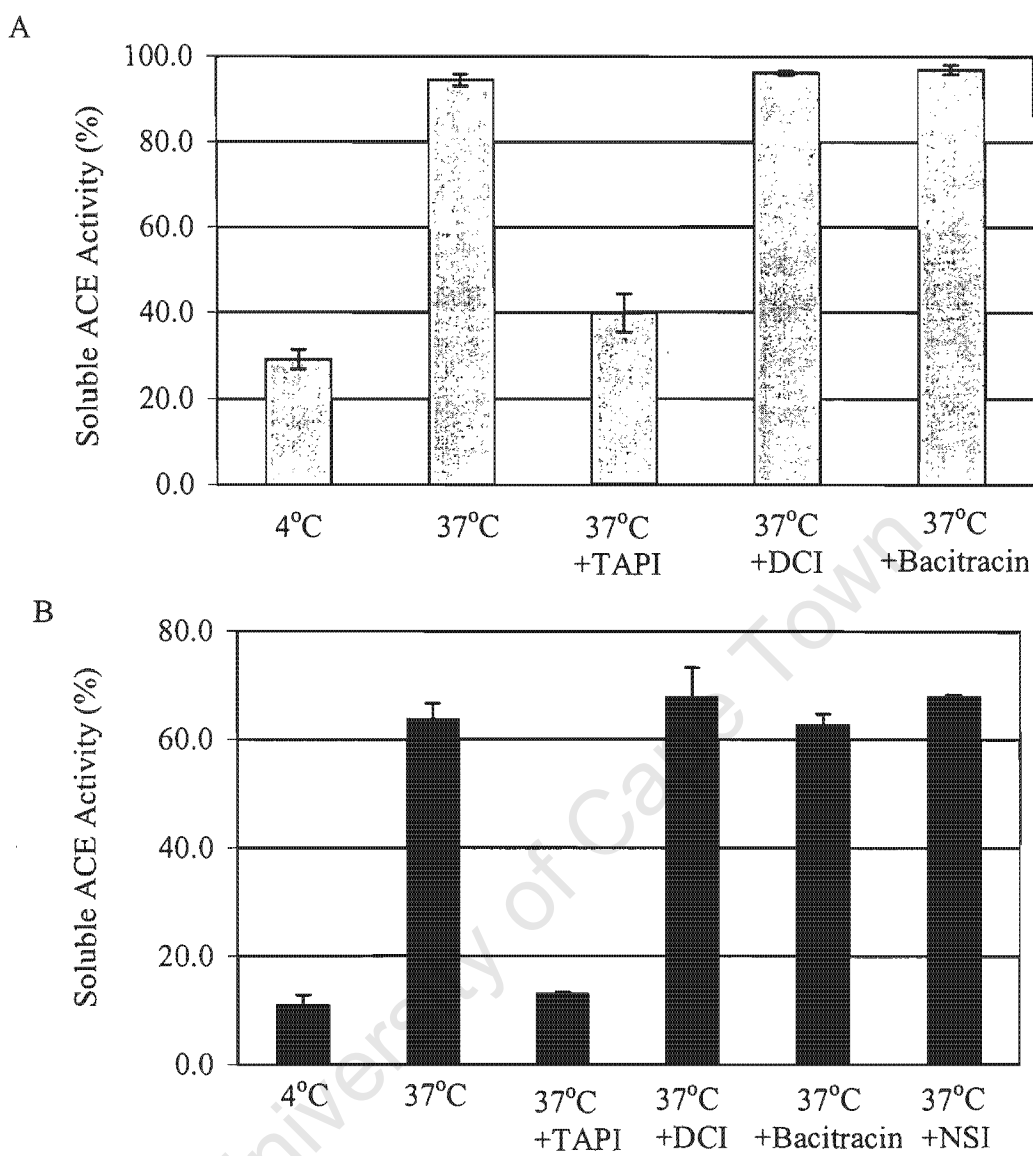 A
Soluble ACE Activity (%)
100.0
80.0
60.0
40.0
20.0
0.0
4°C
37°C
37°C
+TAPI
37°C
+DCI
37°C
+Bacitracin
B
Soluble ACE Activity (%)
80.0
60.0
40.0
20.0
0.0
4°C
37°C
37°C
+TAPI
37°C
+DCI
37°C
+Bacitracin
37°C
+NSI
University of Cape Town